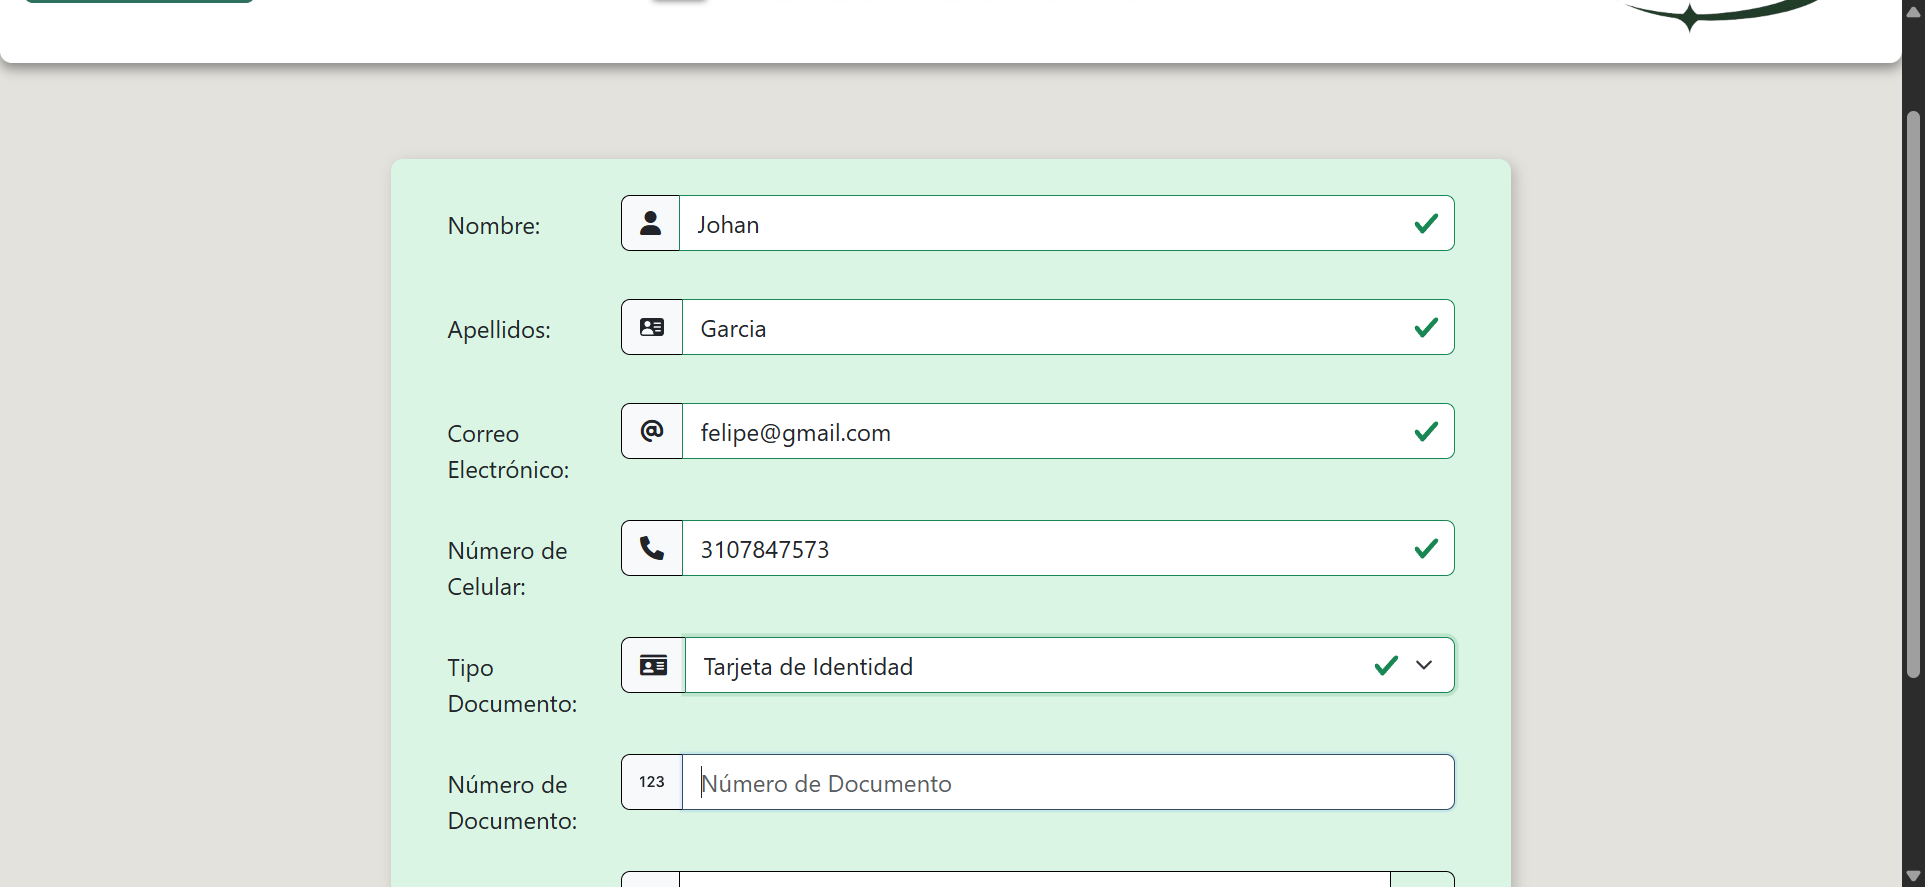 Nombre:
Johan
Apellidos:
Garcia
Correo
Electrónico:
felipe@gmail.com
Número de
Celular:
3107847573
Tipo
Documento:
Tarjeta de Identidad
Número de
Documento:
123
Número de Documento